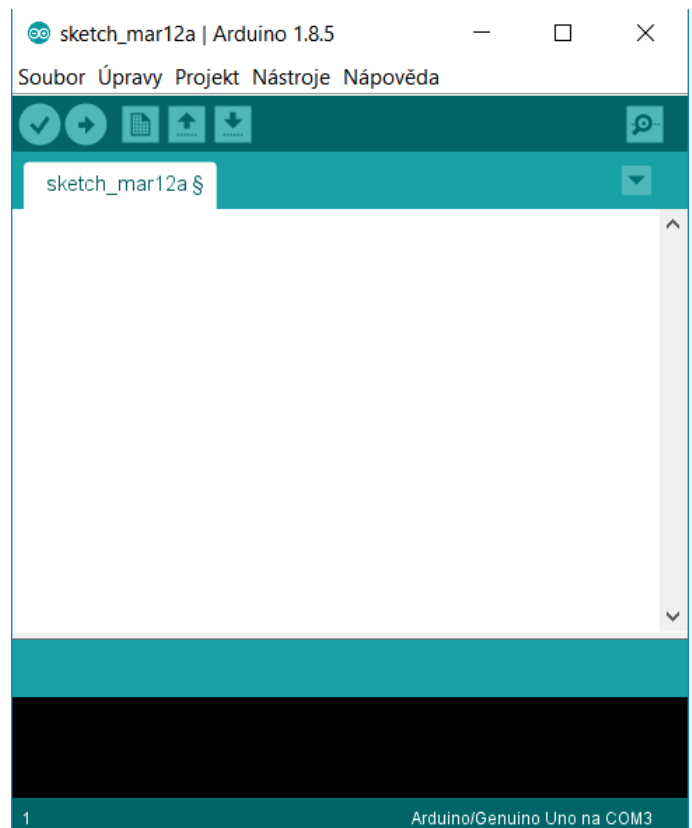 sketch_mar12a | Arduino 1.8.5
Soubor Úpravy Projekt Nástroje Nápověda
sketch_mar12a §
1 Arduino/Genuino Uno na COM3